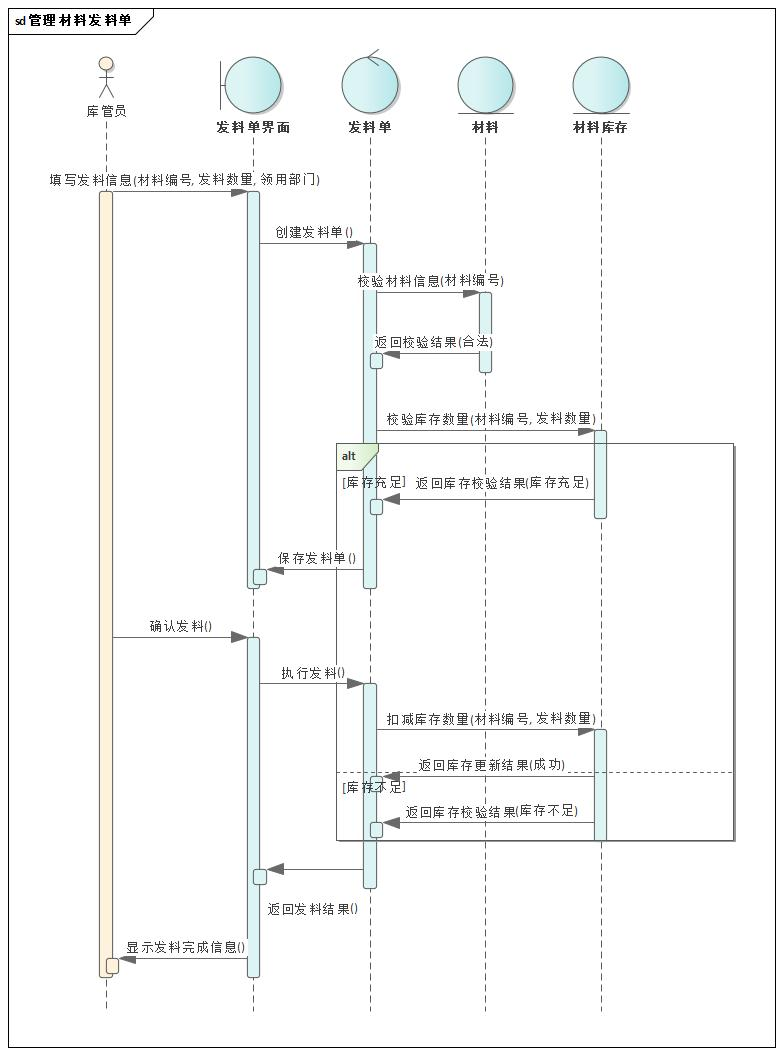 sd 管理材料发料单
库管员
发料单界面
发料单
材料
材料库存
填写发料信息(材料编号, 发料数量, 领用部门)
创建发料单()
校验材料信息(材料编号)
返回校验结果(合法)
校验库存数量(材料编号, 发料数量)
alt
[库存充足]
返回库存校验结果(库存充足)
保存发料单()
确认发料()
执行发料()
扣减库存数量(材料编号, 发料数量)
返回库存更新结果(成功)
[库存不足]
返回库存校验结果(库存不足)
返回发料结果()
显示发料完成信息()